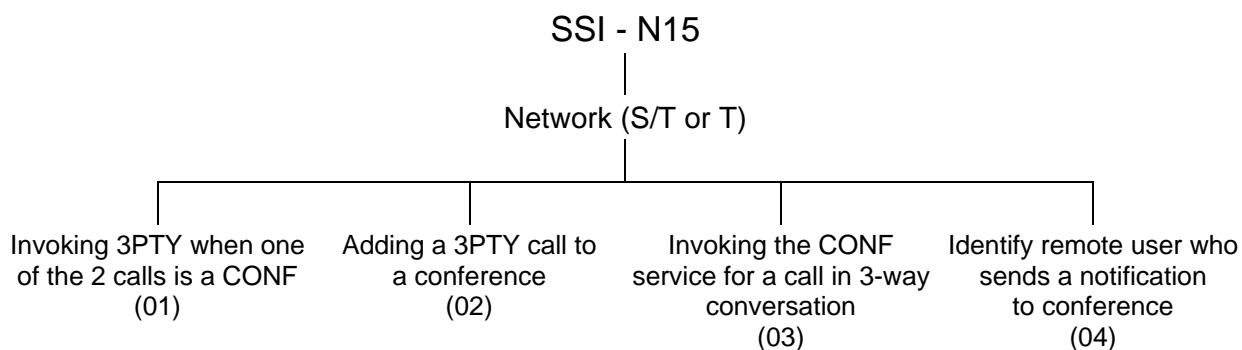 SSI - N15
Network (S/T or T)
Invoking 3PTY when one
of the 2 calls is a CONF
(01)
Adding a 3PTY call to
a conference
(02)
Invoking the CONF
service for a call in 3-way
conversation
(03)
Identify remote user who
sends a notification
to conference
(04)